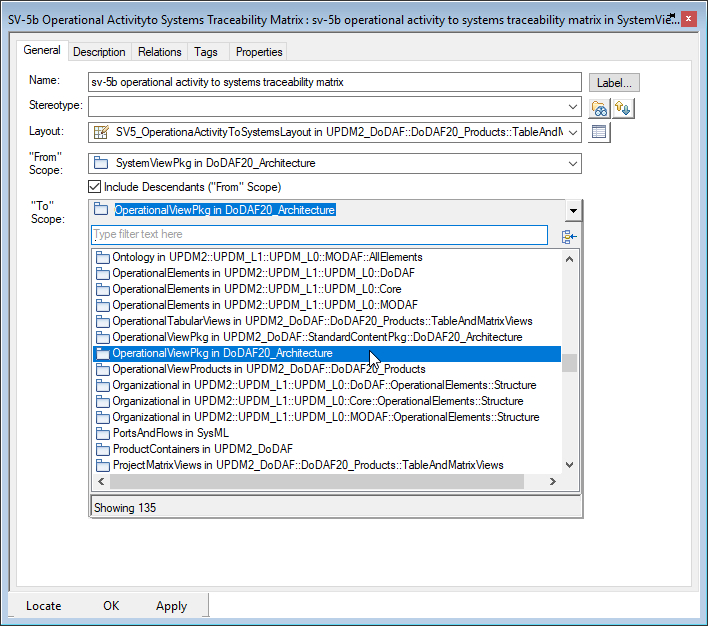 SV-5b Operational Activityto Systems Traceability Matrix : sv-5b operational activity to systems traceability matrix in SystemVie...
General Description Relations Tags Properties
Name: sv-5b operational activity to systems traceability matrix Label...
Stereotype:
Layout: SV5_OperationaActivityToSystemsLayout in UPDM2_DoDAF::DoDAF20_Products::TableAndM
"From" Scope: SystemViewPkg in DoDAF20_Architecture
Include Descendants ("From" Scope)
"To" Scope: OperationalViewPkg in DoDAF20_Architecture
Type filter text here
Ontology in UPDM2::UPDM_L1::UPDM_L0::MODAF::AllElements
OperationalElements in UPDM2::UPDM_L1::UPDM_L0::DoDAF
OperationalElements in UPDM2::UPDM_L1::UPDM_L0::Core
OperationalElements in UPDM2::UPDM_L1::UPDM_L0::MODAF
OperationalTabularViews in UPDM2_DoDAF::DoDAF20_Products::TableAndMatrixViews
OperationalViewPkg in UPDM2_DoDAF::StandardContentPkg::DoDAF20_Architecture
OperationalViewPkg in DoDAF20_Architecture
OperationalViewProducts in UPDM2_DoDAF::DoDAF20_Products
Organizational in UPDM2::UPDM_L1::UPDM_L0::DoDAF::OperationalElements::Structure
Organizational in UPDM2::UPDM_L1::UPDM_L0::Core::OperationalElements::Structure
Organizational in UPDM2::UPDM_L1::UPDM_L0::MODAF::OperationalElements::Structure
PortsAndFlows in SysML
ProductContainers in UPDM2_DoDAF
ProjectMatrixViews in UPDM2_DoDAF::DoDAF20_Products::TableAndMatrixViews
Showing 135
Locate OK Apply